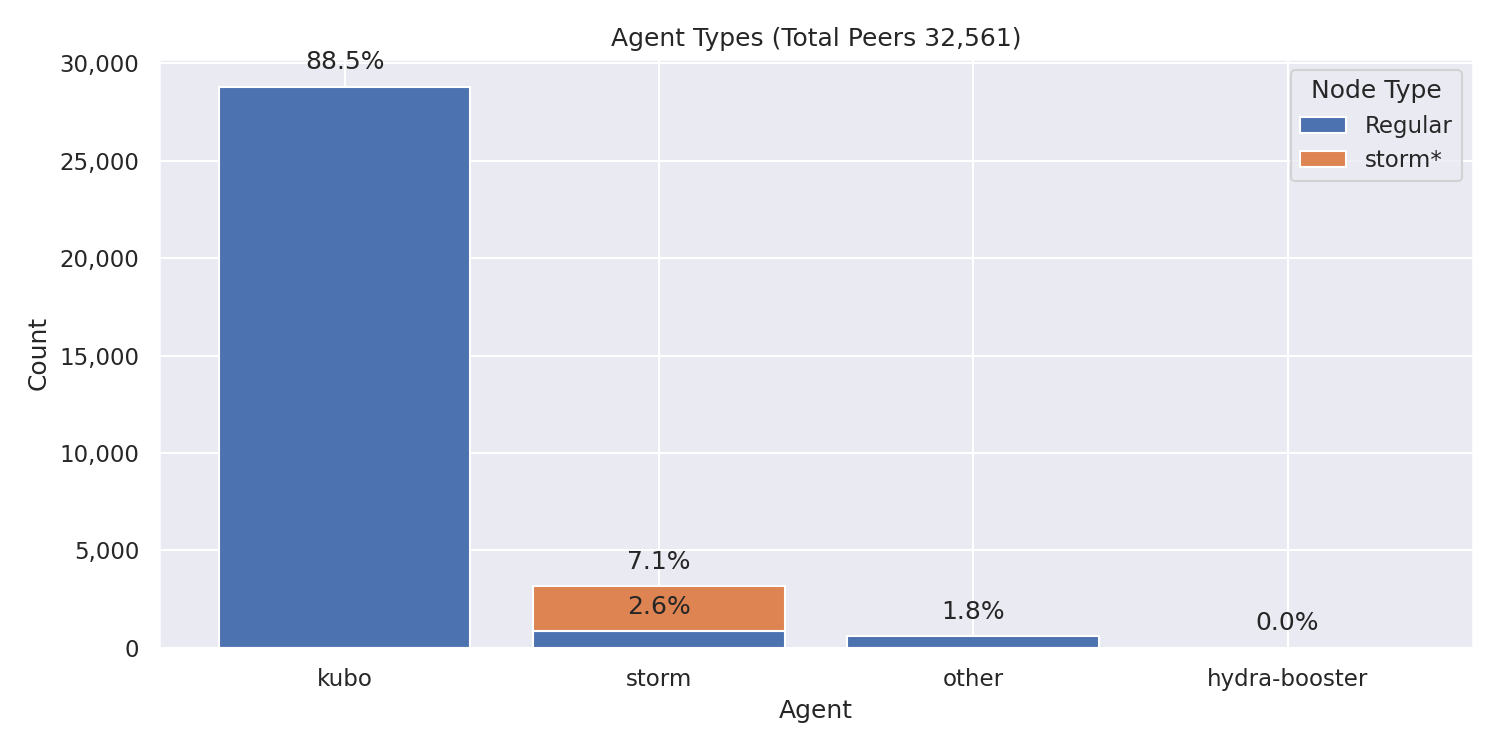 Agent Types (Total Peers 32,561)
30,000
25,000
20,000
15,000
10,000
5,000
0
Count
88.5%
7.1%
2.6%
1.8%
0.0%
Node Type
Regular
storm*
kubo
storm
other
hydra-booster
Agent